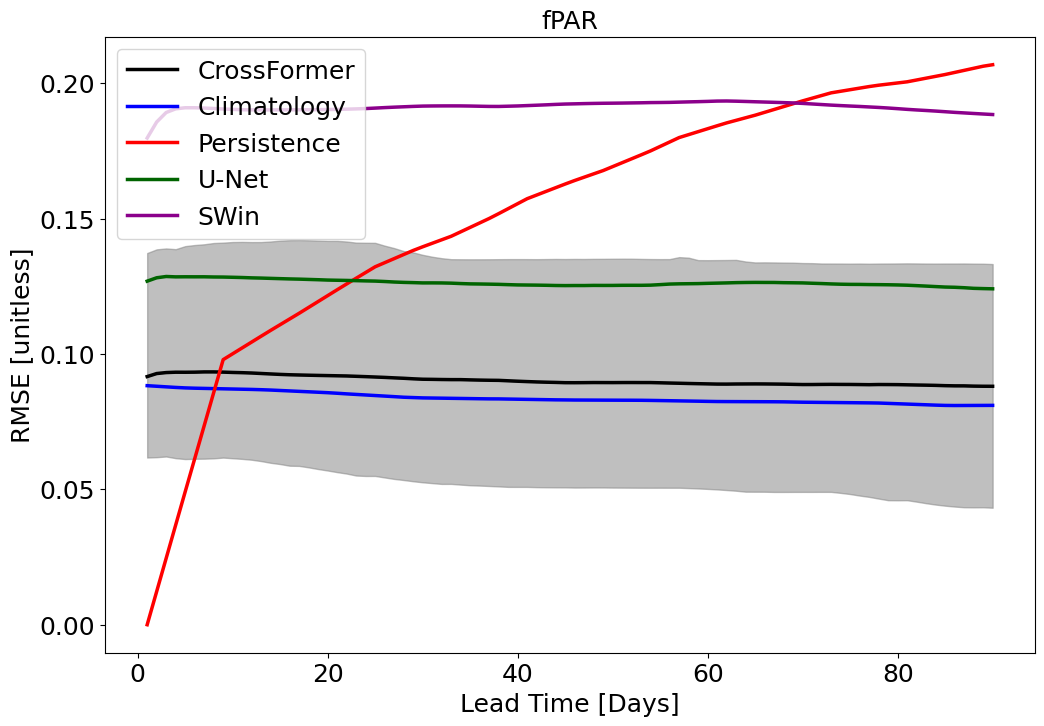 fPAR
CrossFormer
Climatology
Persistence
U-Net
SWin
RMSE [unitless]
0.20
0.15
0.10
0.05
0.00
0
20
40
60
80
Lead Time [Days]